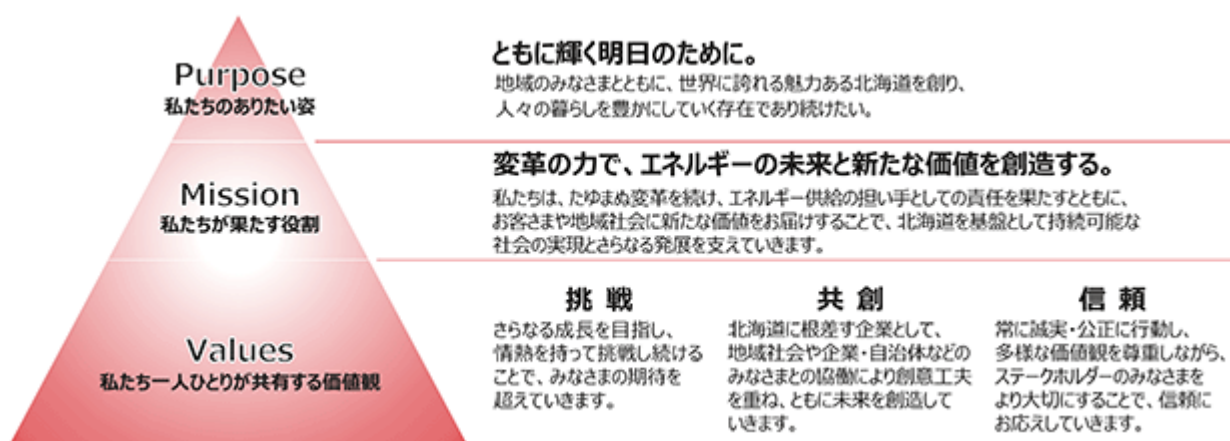 Purpose
私たちのありたい姿
ともに輝く明日のために。
地域のみなさまとともに、世界に誇れる魅力ある北海道を創り、
人々の暮らしを豊かにしていく存在であり続けたい。
Mission
私たちが果たす役割
変革の力で、エネルギーの未来と新たな価値を創造する。
私たちは、たゆまぬ変革を続け、エネルギー供給の担い手としての責任を果たすとともに、
お客さまや地域社会に新たな価値をお届けすることで、北海道を基盤として持続可能な
社会の実現とさらなる発展を支えていきます。
Values
私たち一人ひとりが共有する価値観
挑戦
さらなる成長を目指し、
情熱を持って挑戦し続ける
ことで、みなさまの期待を
超えていきます。
共創
北海道に根差す企業として、
地域社会や企業・自治体などの
みなさまとの協働により創意工夫
を重ね、ともに未来を創造して
いきます。
信頼
常に誠実・公正に行動し、
多様な価値観を尊重しながら、
ステークホルダーのみなさまを
より大切にすることで、信頼に
お応えしていきます。